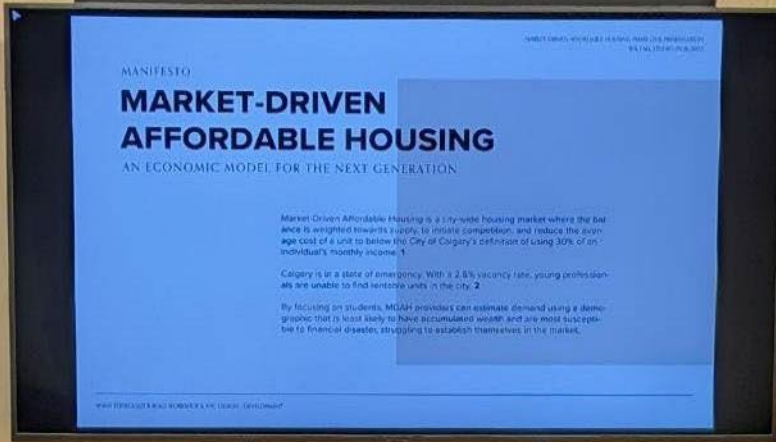 MARKET-DRIVEN AFFORDABLE HOUSING
MANIFESTO
MARKET-DRIVEN
AFFORDABLE HOUSING
AN ECONOMIC MODEL FOR THE NEXT GENERATION
Market-Driven Affordable Housing is a city-wide housing market where the bal
ance is weighted towards supply, to initiate competition, and reduce the aver-
age cost of a unit to below the City of Calgary's definition of using 30% of an
individual's monthly income. 1
Calgary is in a state of emergency. With a 2.6% vacancy rate, young profession-
als are unable to find rentable units in the city. 2
By focusing on students, MDAH providers can estimate demand using a demo-
graphic that is least likely to have accumulated wealth and are most suscepti-
ble to financial disaster, struggling to establish themselves in the market.